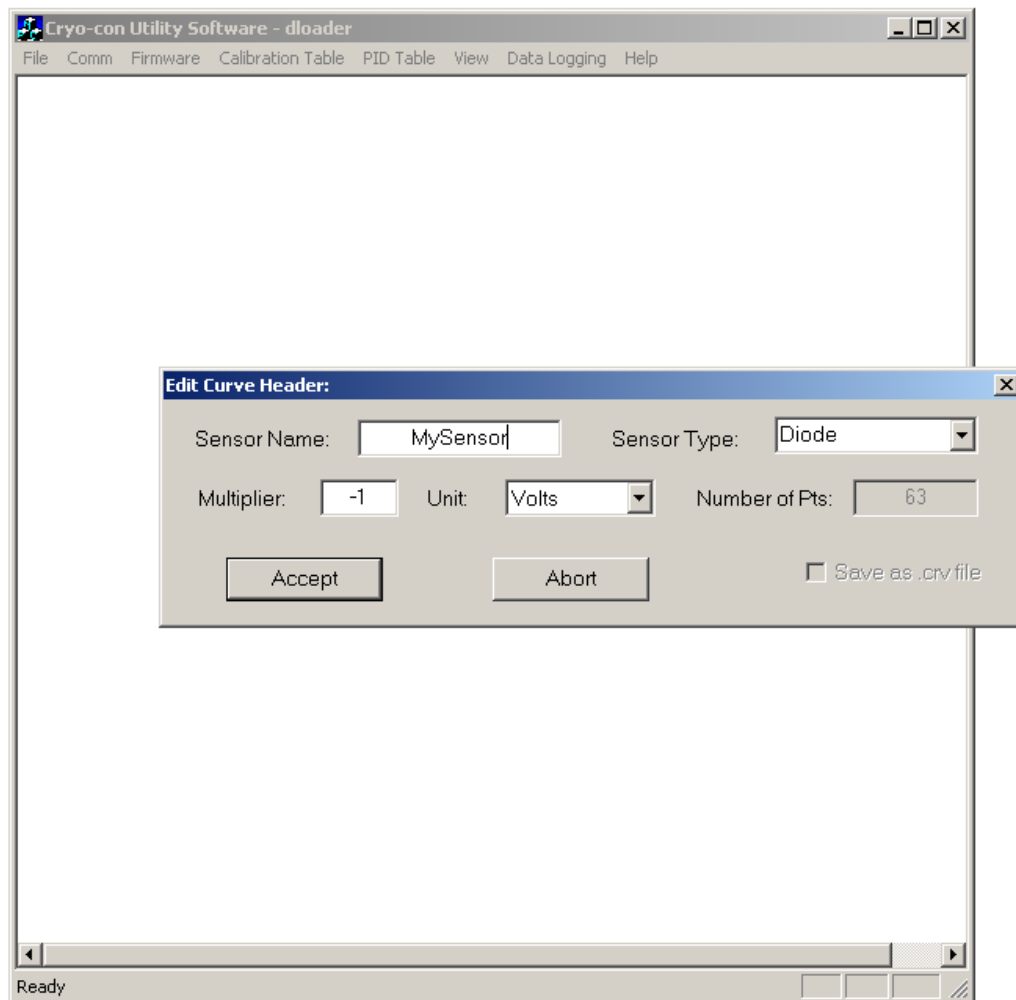 Cryo-con Utility Software - dloader
File Comm Firmware Calibration Table PID Table View Data Logging Help
Edit Curve Header:
Sensor Name: MySensor Sensor Type: Diode
Multiplier: -1 Unit: Volts Number of Pts: 63
Accept Abort Save as .crv file
Ready